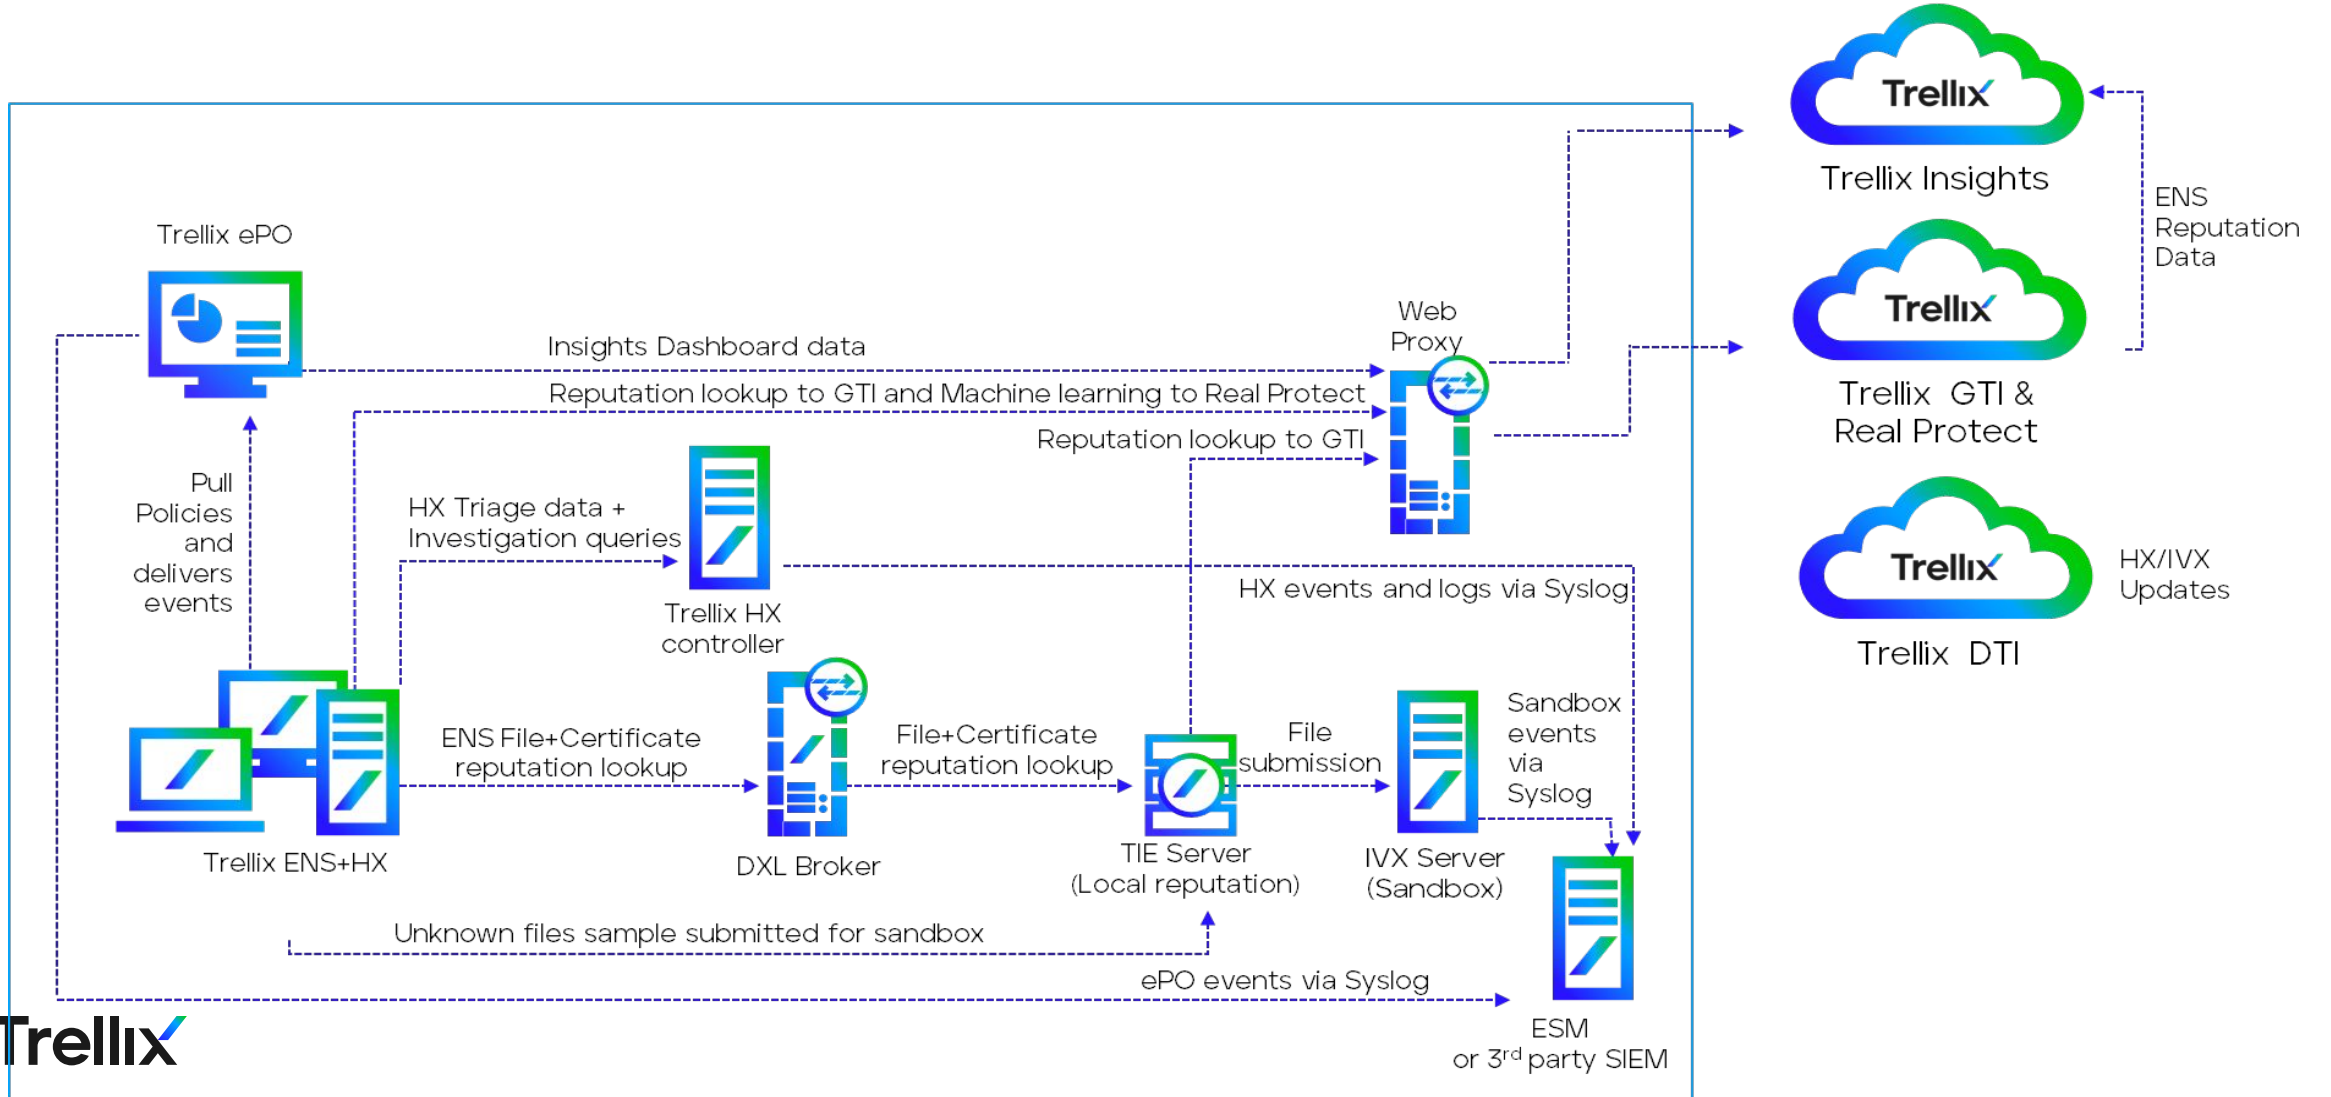 Trellix
Trellix Insights
ENS
Reputation
Data
Trellix ePO
Trellix
Web
Proxy
Insights Dashboard data
Reputation lookup to GTI and Machine learning to Real Protect
Trellix GTI &
Real Protect
Reputation lookup to GTI
Pull
Policies
and
delivers
events
HX Triage data +
Investigation queries
Trellix
HX/IVX
Updates
HX events and logs via Syslog
Trellix HX
controller
Trellix DTI
Sandbox
events
via
Syslog
ENS File+Certificate
reputation lookup
File+Certificate
reputation lookup
File
submission
Trellix ENS+HX
DXL Broker
TIE Server
(Local reputation)
IVX Server
(Sandbox)
Unknown files sample submitted for sandbox
ePO events via Syslog
ESM
or 3rd party SIEM
Trellix